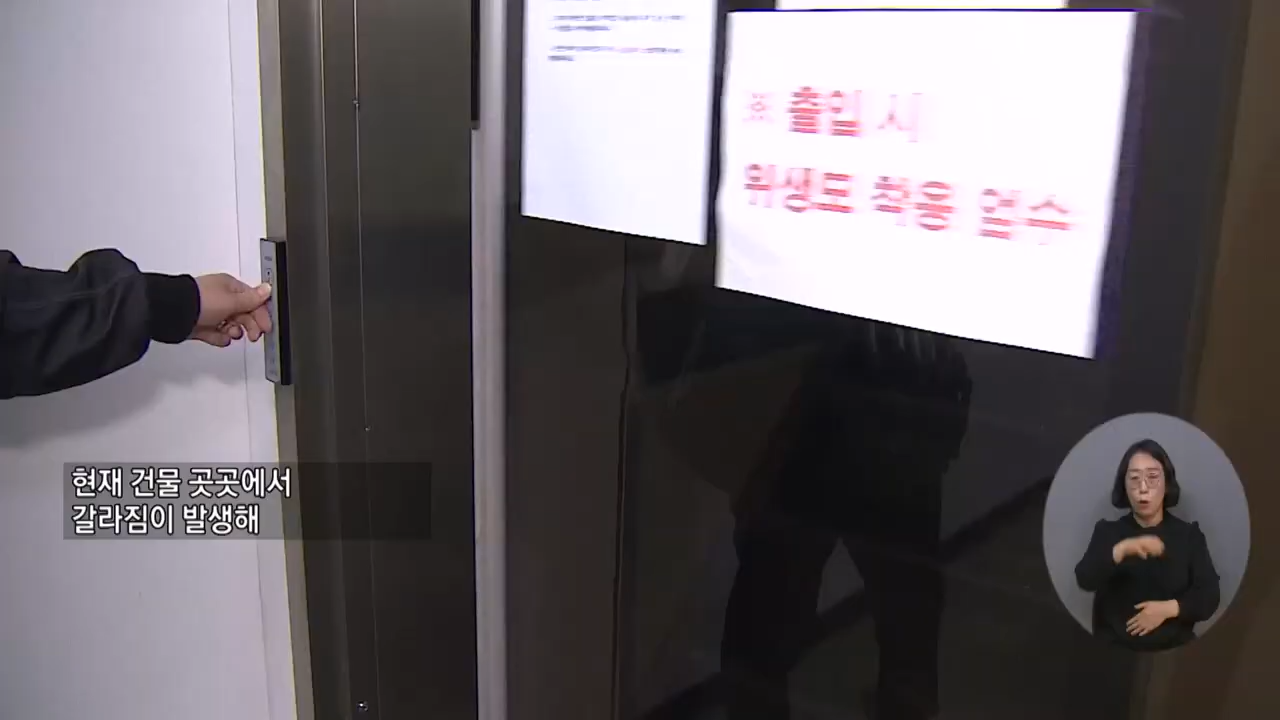 ※ 출입 시
위생모 착용 엄수
현재 건물 곳곳에서
갈라짐이 발생해